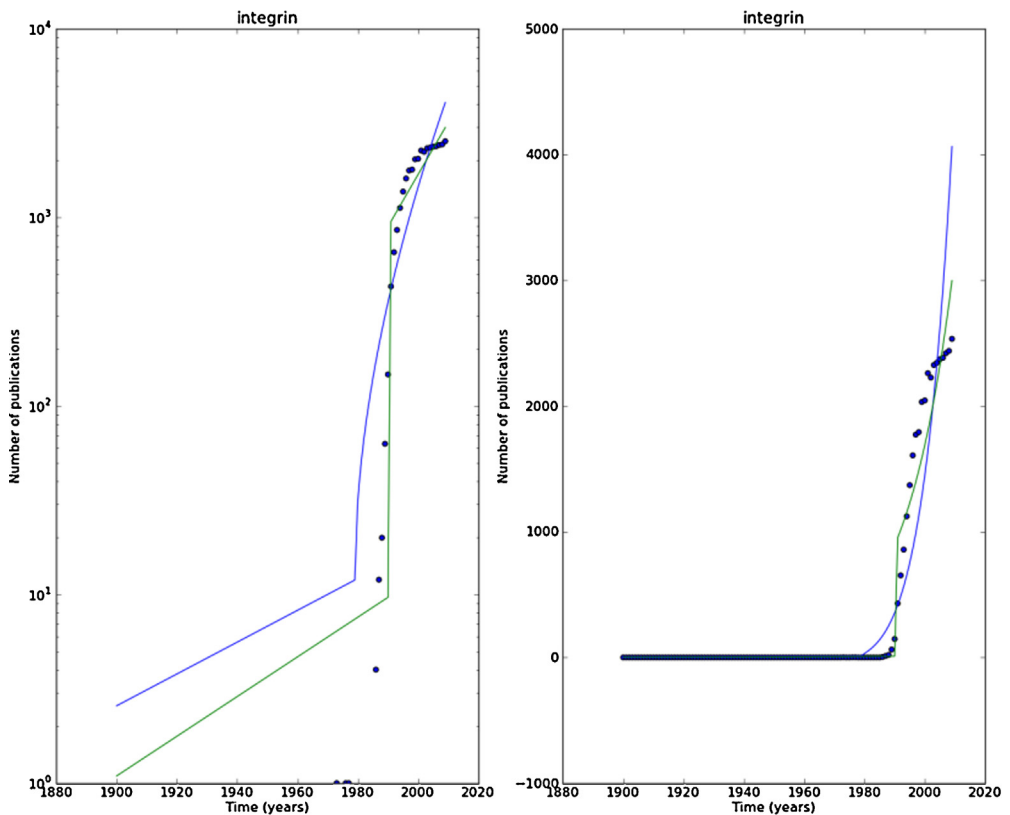 integrin
10^4
10^3
10^2
10^1
10^0
1880 1900 1920 1940 1960 1980 2000 2020
Time (years)
Number of publications
integrin
5000
4000
3000
2000
1000
0
−1000
1880 1900 1920 1940 1960 1980 2000 2020
Time (years)
Number of publications